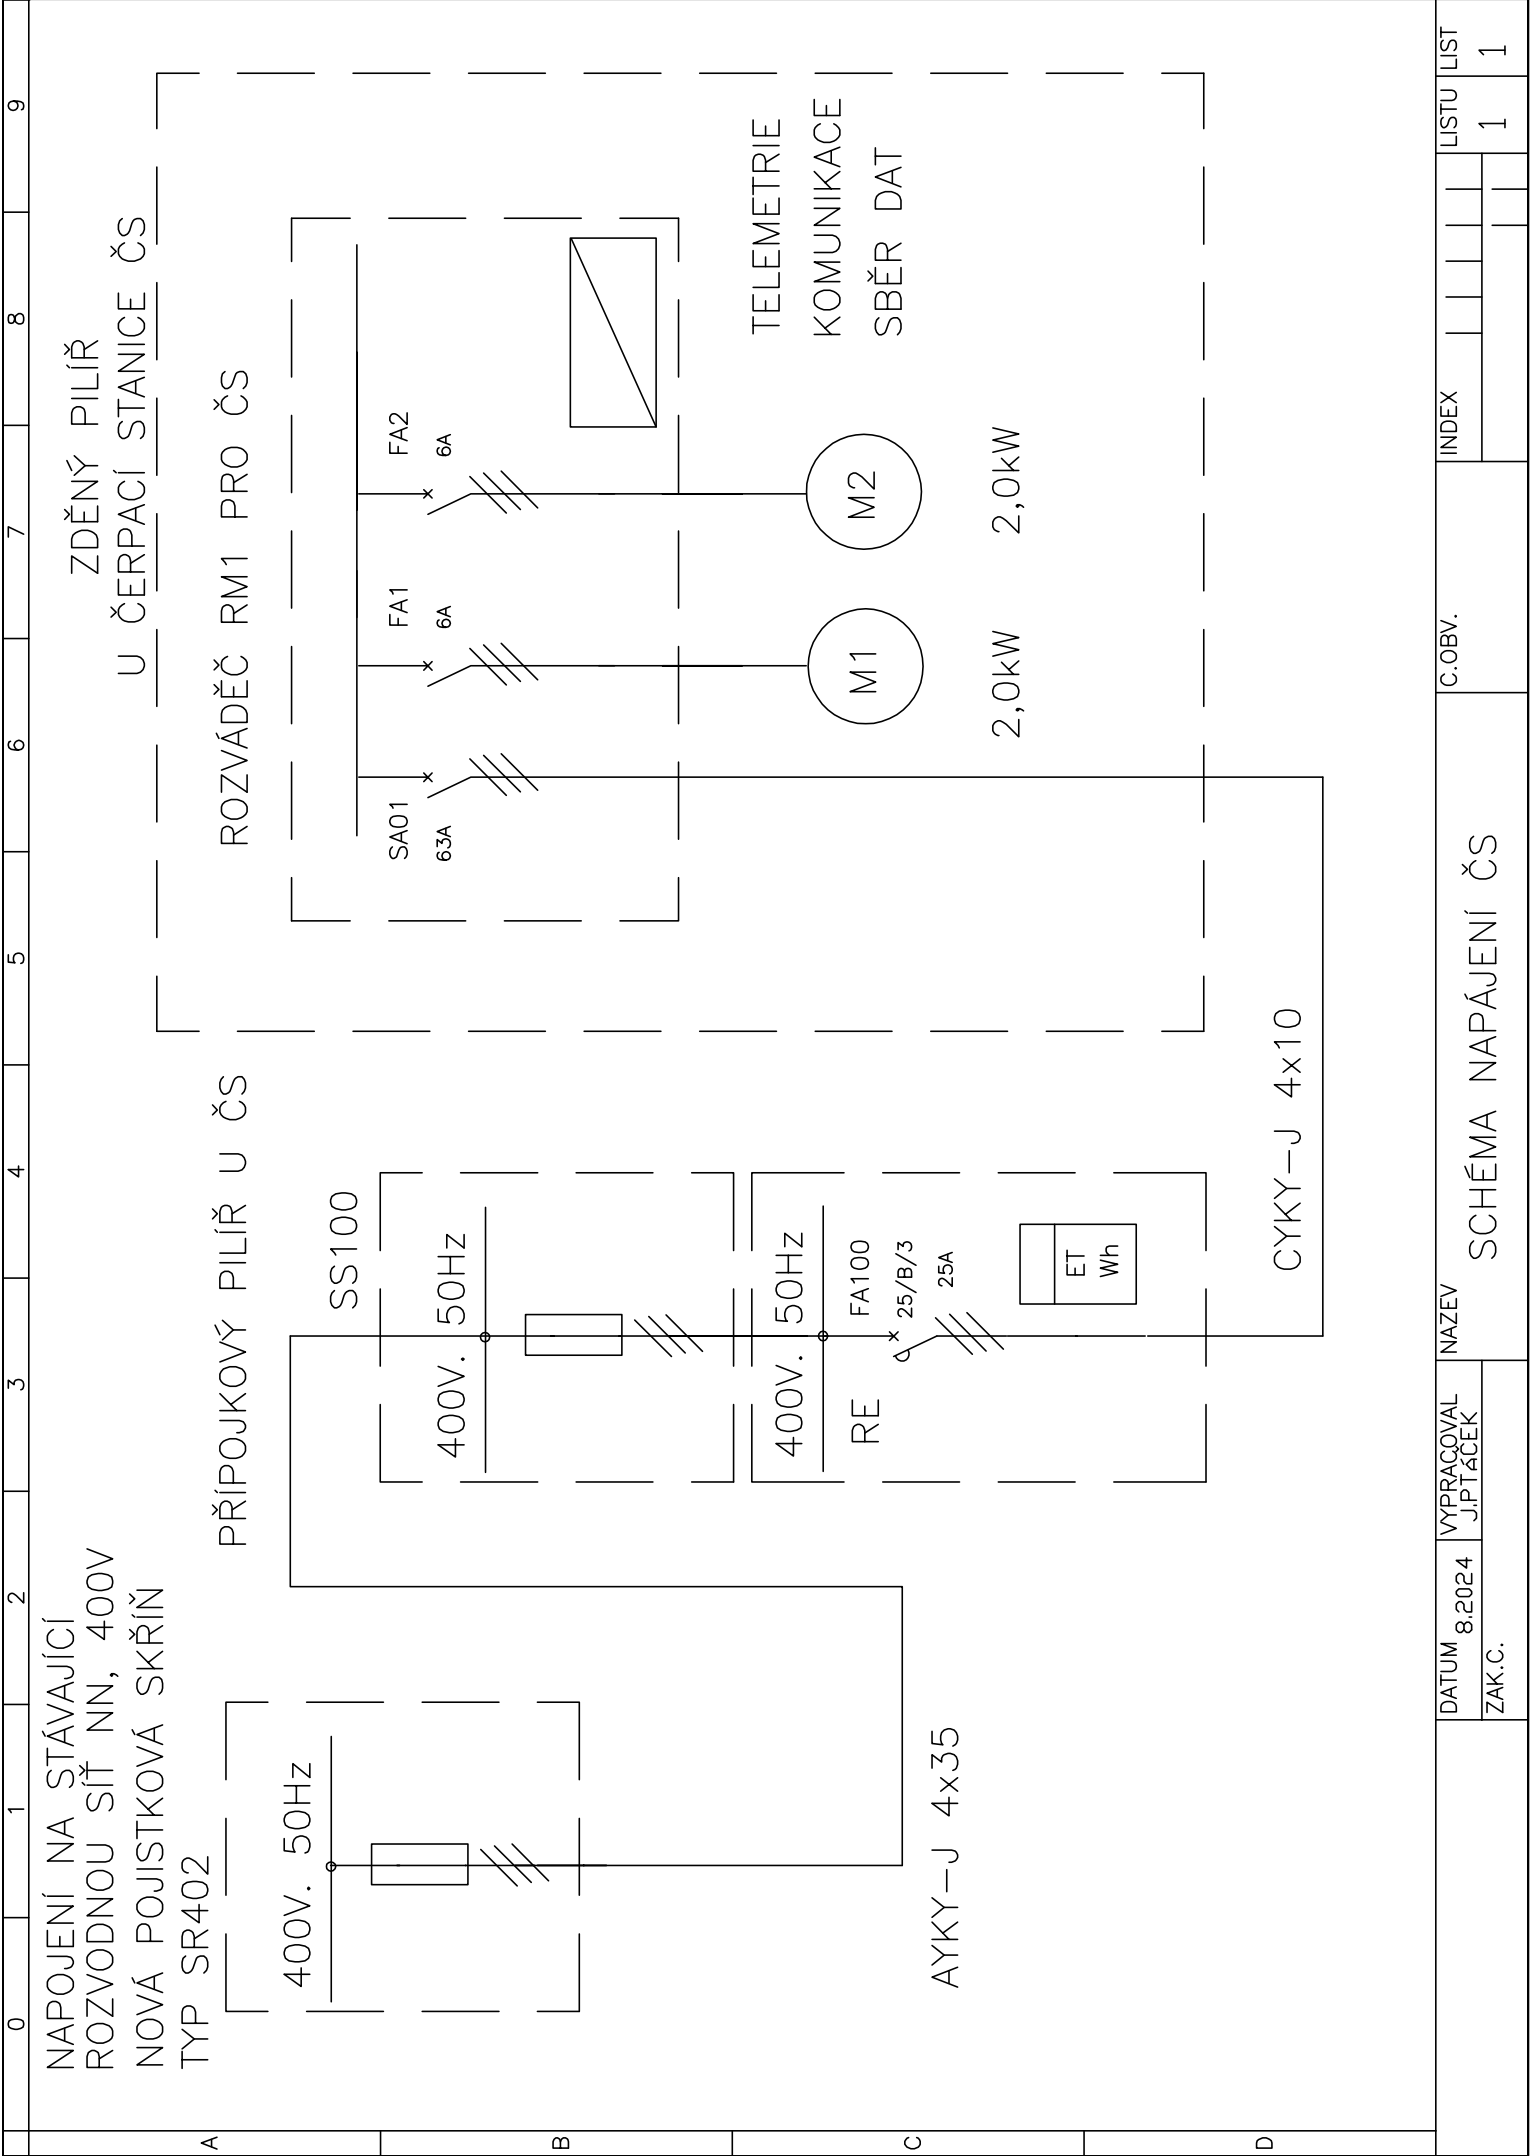 0 1 2 3 4 5 6 7 8 9
A
B
C
D
NAPOJENÍ NA STÁVAJÍCÍ
ROZVODNOU SÍŤ NN, 400V
NOVÁ POJISTKOVÁ SKŘÍŇ
TYP SR402
400V. 50Hz
AYKY-J 4x35
PŘÍPOJKOVÝ PILÍŘ U ČS
SS100
400V. 50Hz
400V. 50Hz
RE
FA100
25/B/3
25A
ET
Wh
CYKY-J 4x10
ZDĚNÝ PILÍŘ
U ČERPACÍ STANICE ČS
ROZVÁDĚČ RM1 PRO ČS
SA01
63A
FA1
6A
FA2
6A
M1
M2
2,0kW
2,0kW
TELEMETRIE
KOMUNIKACE
SBĚR DAT
DATUM
8.2024
VYPRACOVAL
J.PTÁČEK
ZAK.C.
NAZEV
SCHÉMA NAPÁJENÍ ČS
C.OBV.
INDEX
LISTU
1
LIST
1